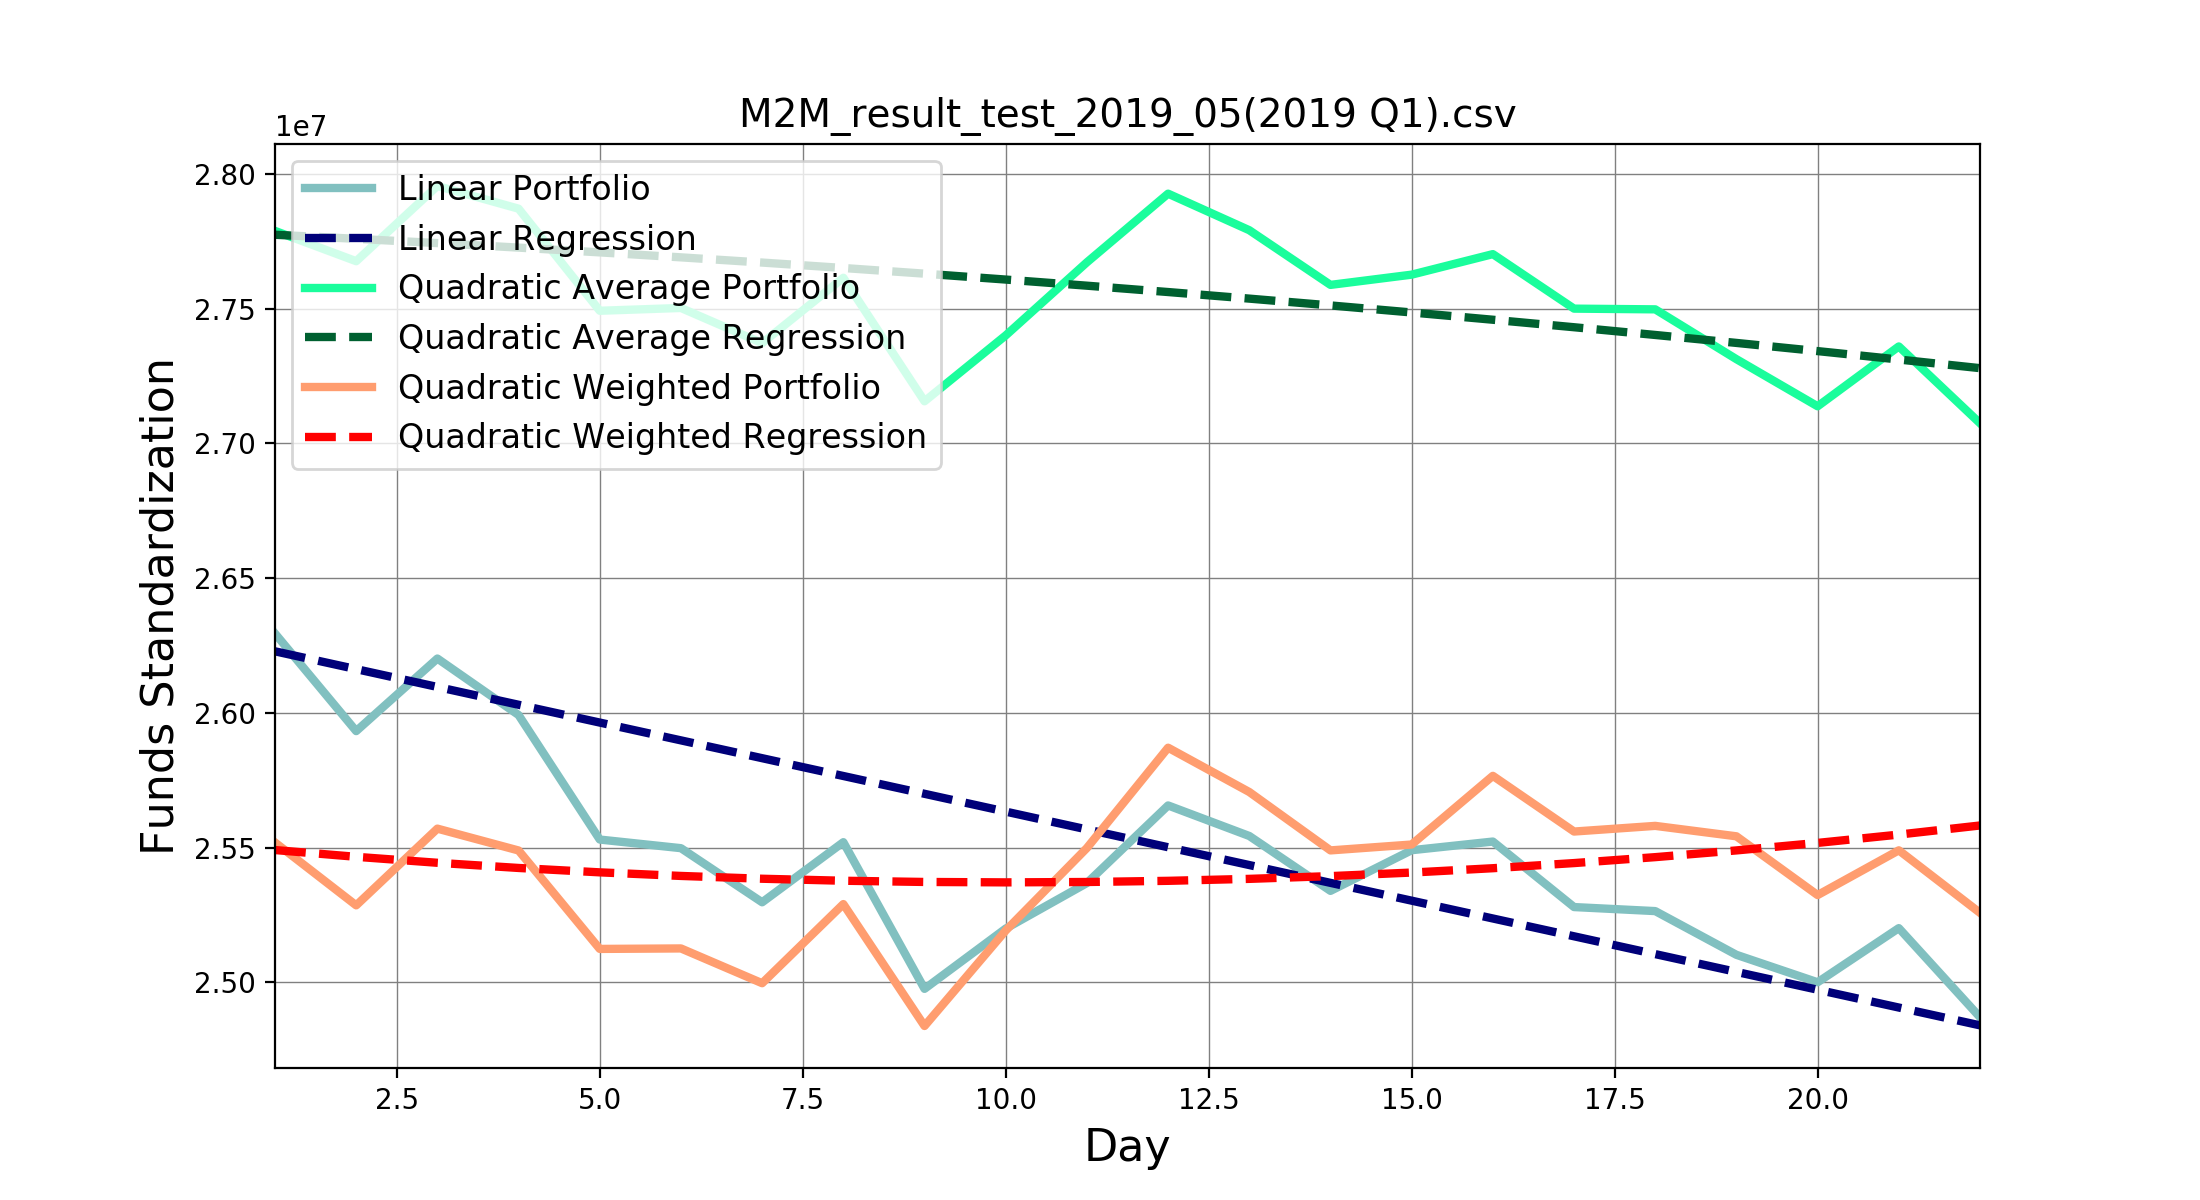 M2M_result_test_2019_05(2019 Q1).csv
1e7
2.80
2.75
2.70
2.65
2.60
2.55
2.50
Funds Standardization
Linear Portfolio
Linear Regression
Quadratic Average Portfolio
Quadratic Average Regression
Quadratic Weighted Portfolio
Quadratic Weighted Regression
2.5 5.0 7.5 10.0 12.5 15.0 17.5 20.0
Day